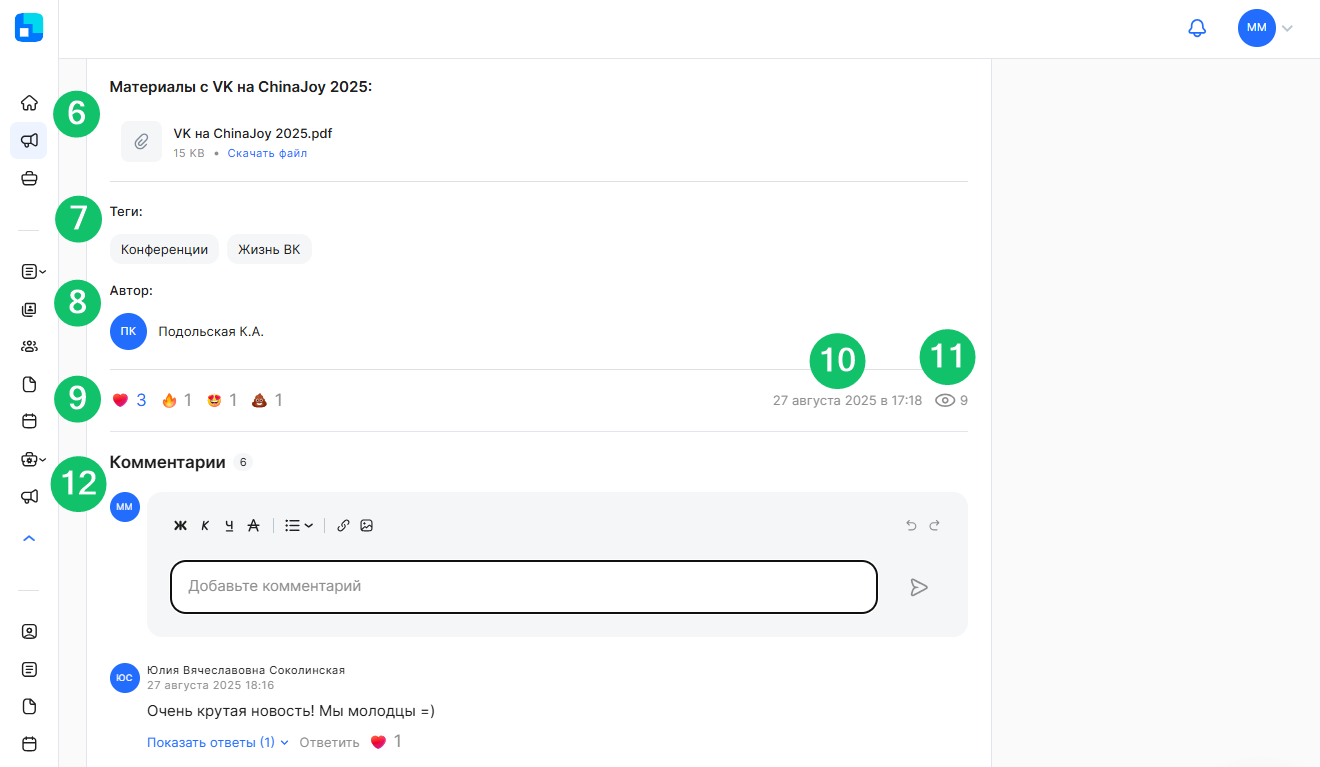 ММ
Материалы с VK на ChinaJoy 2025:
6
VK на ChinaJoy 2025.pdf
15 KB • Скачать файл
7
Теги:
Конференции
Жизнь ВК
8
Автор:
ПК
Подольская К.А.
10
11
9
3
1
1
1
27 августа 2025 в 17:18
9
12
Комментарии 6
ММ
Ж К Ч А
Добавьте комментарий
ЮС
Юлия Вячеславовна Соколинская
27 августа 2025 18:16
Очень крутая новость! Мы молодцы =)
Показать ответы (1) Ответить 1